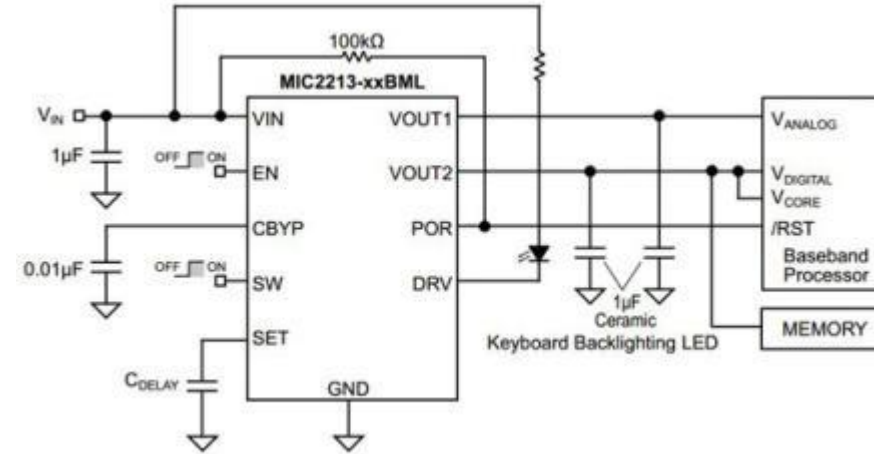 100kΩ
MIC2213-xxBML
VIN
VIN
VOUT1
VANALOG
1µF
OFF ON
EN
VOUT2
VDIGITAL
VCORE
CBYP
POR
/RST
0.01µF
OFF ON
SW
DRV
Baseband
Processor
1µF
Ceramic
Keyboard Backlighting LED
MEMORY
SET
CDELAY
GND